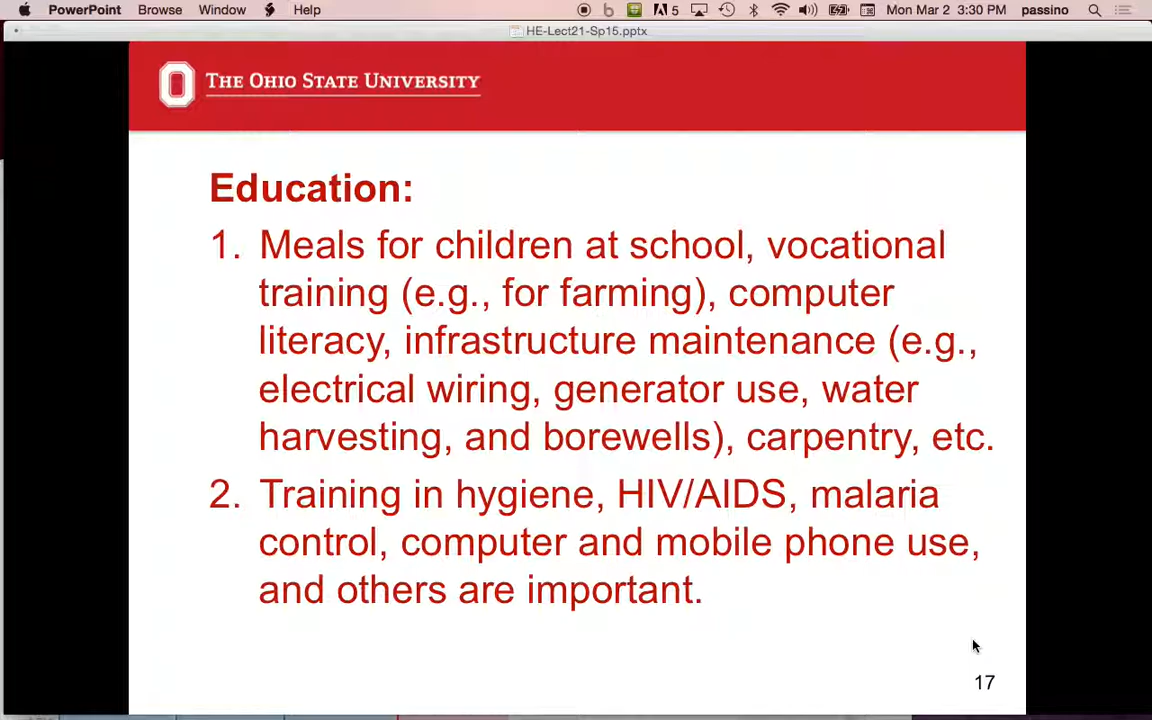 PowerPoint Browse Window Help 5 Mon Mar 2 3:30 PM passino
HE-Lect21-Sp15.pptx
THE OHIO STATE UNIVERSITY
Education:
1. Meals for children at school, vocational
training (e.g., for farming), computer
literacy, infrastructure maintenance (e.g.,
electrical wiring, generator use, water
harvesting, and borewells), carpentry, etc.
2. Training in hygiene, HIV/AIDS, malaria
control, computer and mobile phone use,
and others are important.
17